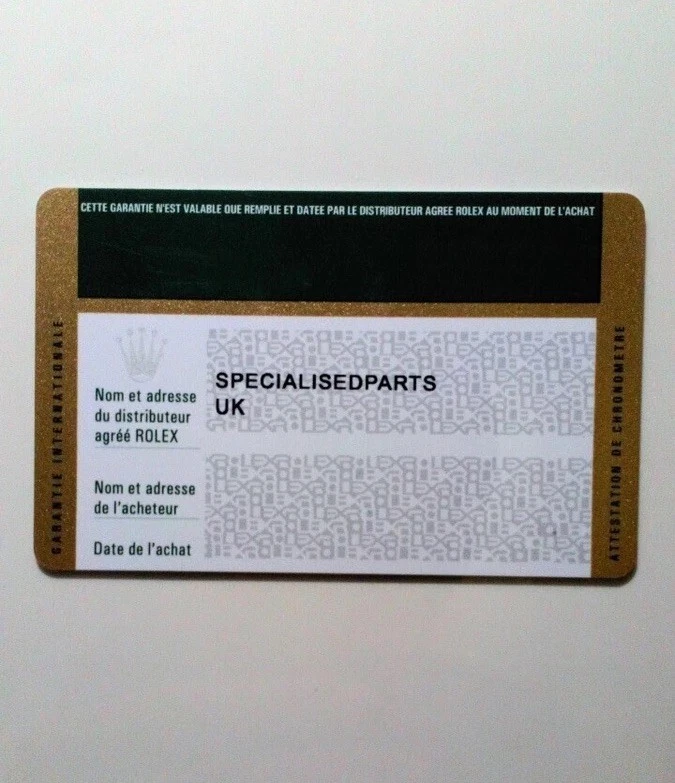 CETTE GARANTIE N'EST VALABLE QUE REMPLIE ET DATEE PAR LE DISTRIBUTEUR AGREE ROLEX AU MOMENT DE L'ACHAT
GARANTIE INTERNATIONALE
Nom et adresse
du distributeur
agréé ROLEX
SPECIALISEDPARTS
UK
Nom et adresse
de l'acheteur
Date de l'achat
ATTESTATION DE CHRONOMETRE